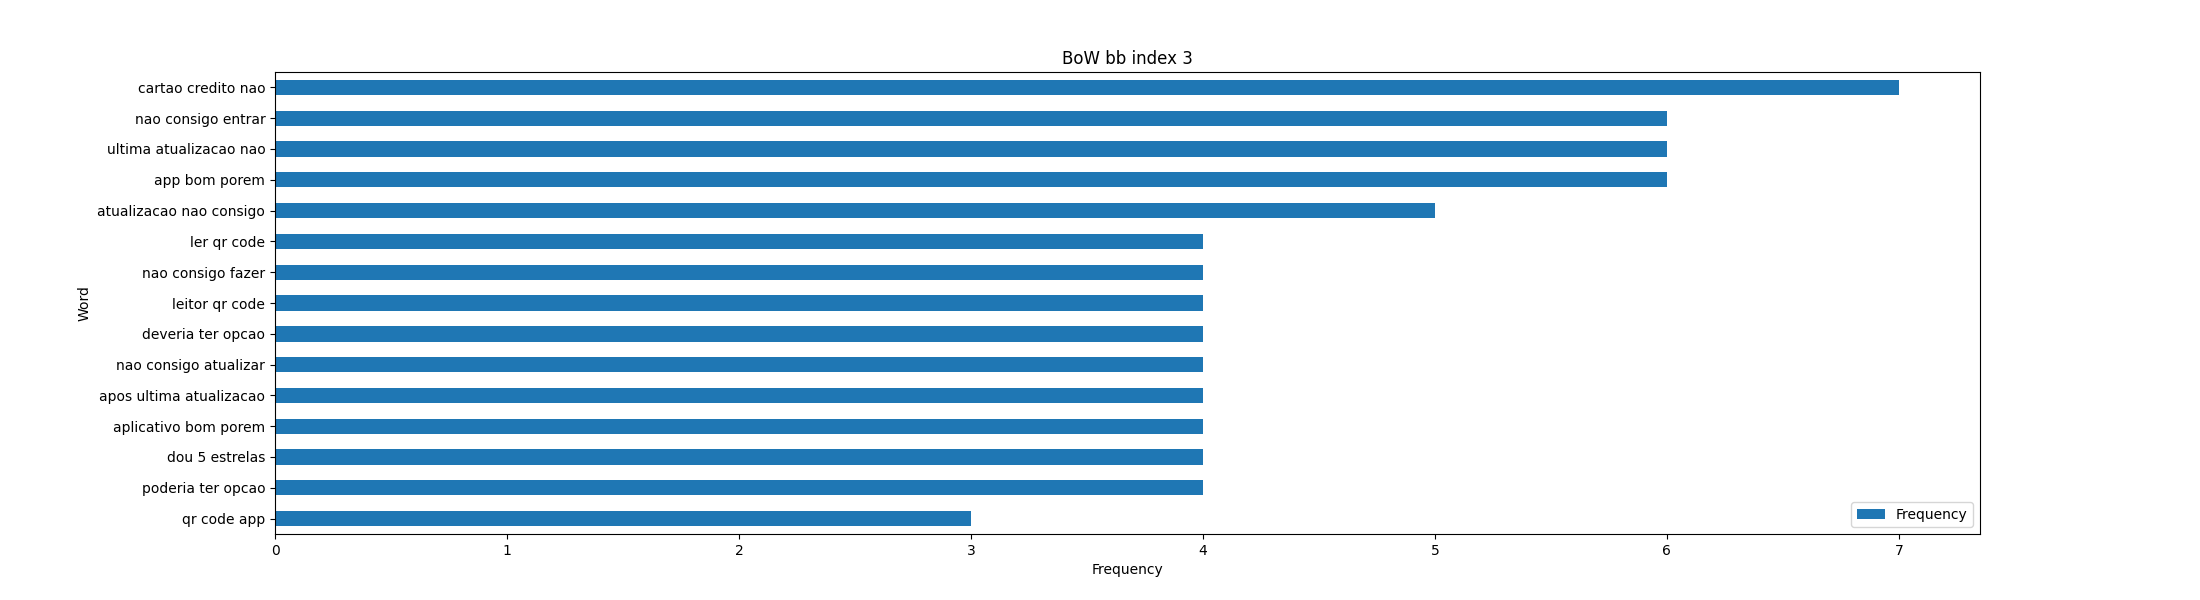 BoW bb index 3
cartao credito nao
nao consigo entrar
ultima atualizacao nao
app bom porem
atualizacao nao consigo
ler qr code
nao consigo fazer
leitor qr code
deveria ter opcao
nao consigo atualizar
apos ultima atualizacao
aplicativo bom porem
dou 5 estrelas
poderia ter opcao
qr code app
Word
Frequency
0 1 2 3 4 5 6 7
Frequency